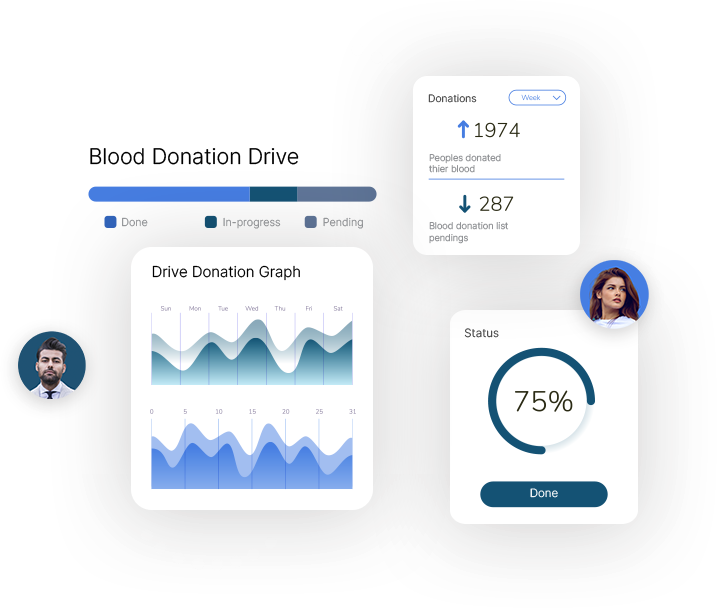 Blood Donation Drive
Done
In-progress
Pending
Donations
Week
1974
Peoples donated
thier blood
287
Blood donation list
pendings
Drive Donation Graph
Sun Mon Tue Wed Thu Fri Sat
0 5 10 15 20 25 31
Status
75%
Done